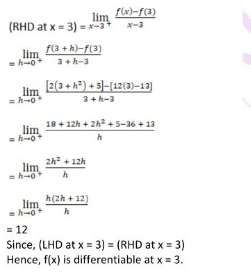 (RHD at x = 3) = lim x→3⁺ f(x)−f(3) / x−3
= lim h→0⁺ f(3 + h)−f(3) / 3 + h−3
= lim h→0⁺ [2(3 + h²) + 5]−[12(3)−13] / 3 + h−3
= lim h→0⁺ 18 + 12h + 2h² + 5−36 + 13 / h
= lim h→0⁺ 2h² + 12h / h
= lim h→0⁺ h(2h + 12) / h
= 12
Since, (LHD at x = 3) = (RHD at x = 3)
Hence, f(x) is differentiable at x = 3.